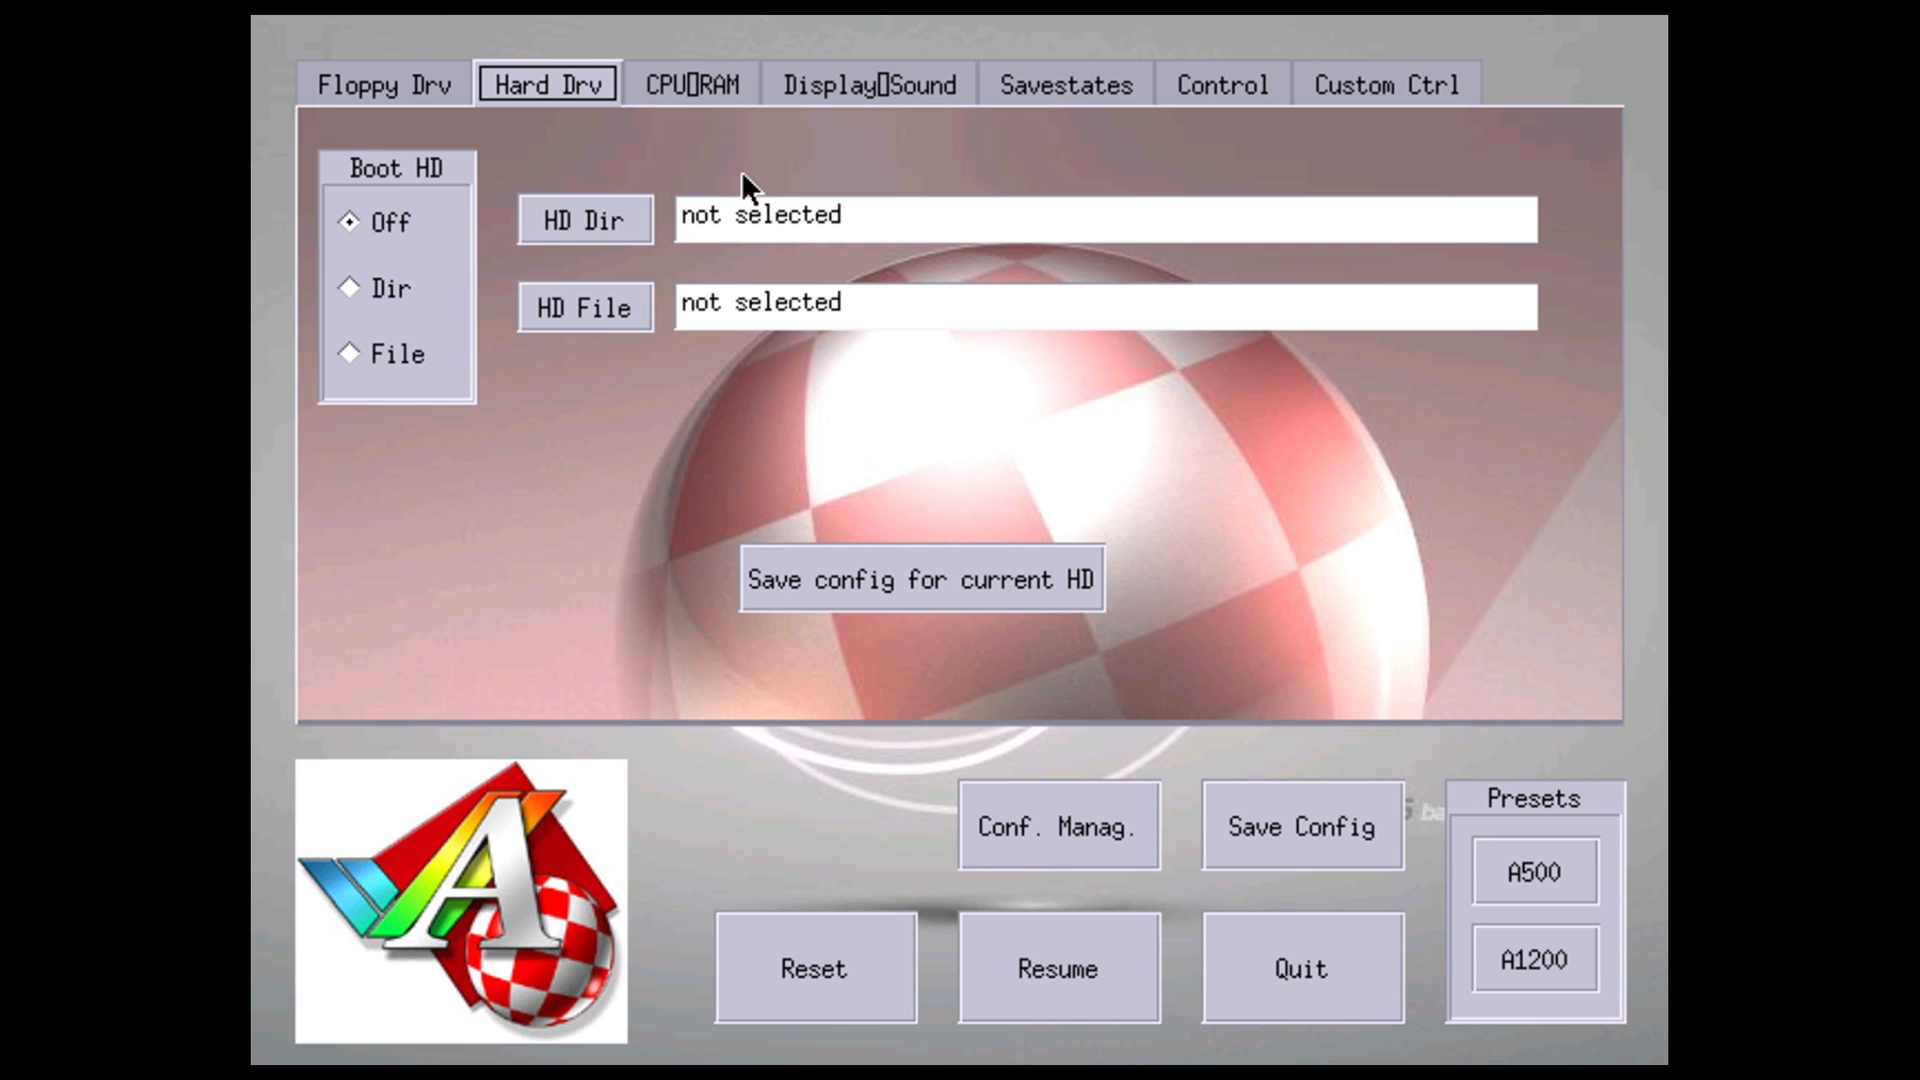 Floppy Drv Hard Drv CPU▯RAM Display▯Sound Savestates Control Custom Ctrl
Boot HD
Off
Dir
File
HD Dir not selected
HD File not selected
Save config for current HD
Conf. Manag. Save Config
Reset Resume Quit
Presets
A500
A1200
A